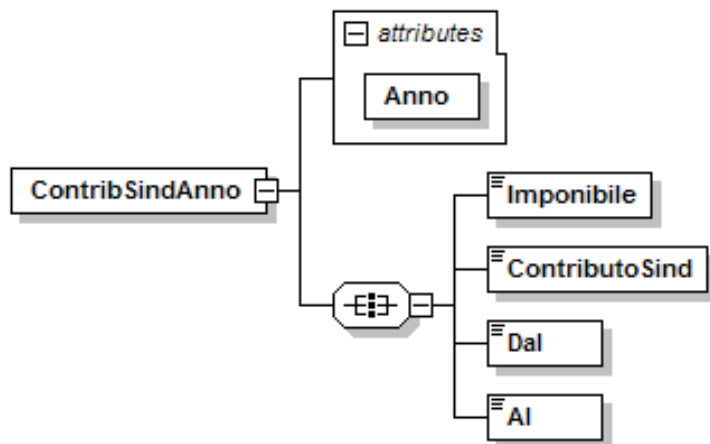 attributes
Anno
ContribSindAnno
Imponibile
ContributoSind
Dal
Al